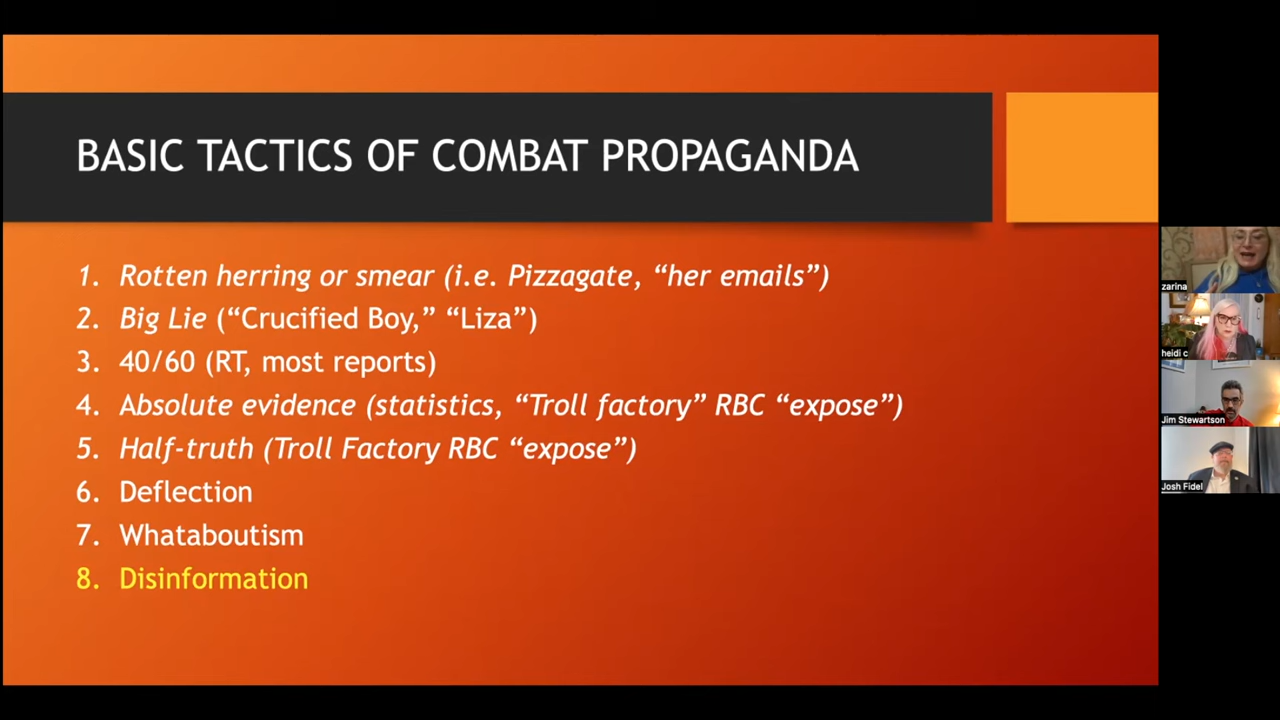 BASIC TACTICS OF COMBAT PROPAGANDA
1. Rotten herring or smear (i.e. Pizzagate, “her emails”)
2. Big Lie (“Crucified Boy,” “Liza”)
3. 40/60 (RT, most reports)
4. Absolute evidence (statistics, “Troll factory” RBC “expose”)
5. Half-truth (Troll Factory RBC “expose”)
6. Deflection
7. Whataboutism
8. Disinformation
zarina
heidi c
Jim Stewartson
Josh Fidel